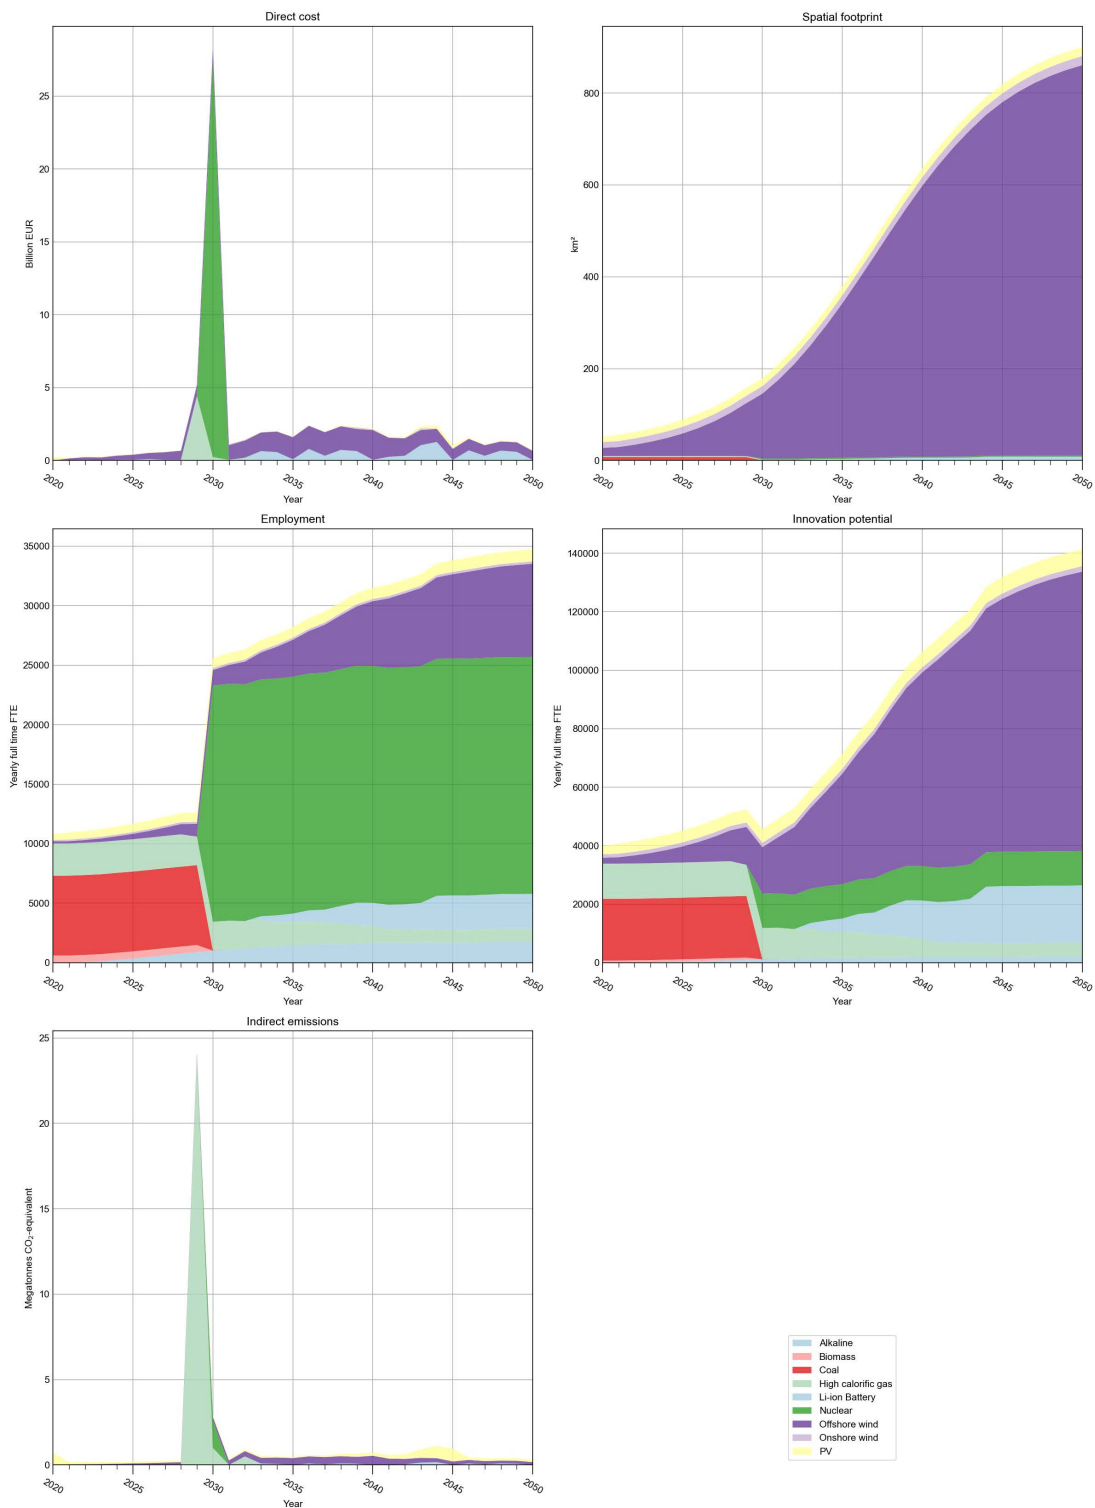 Direct cost
Billion EUR
25
20
15
10
5
0
2020 2025 2030 2035 2040 2045 2050
Year
Spatial footprint
km²
800
600
400
200
0
2020 2025 2030 2035 2040 2045 2050
Year
Employment
Yearly full time FTE
35000
30000
25000
20000
15000
10000
5000
0
2020 2025 2030 2035 2040 2045 2050
Year
Innovation potential
Yearly full time FTE
140000
120000
100000
80000
60000
40000
20000
0
2020 2025 2030 2035 2040 2045 2050
Year
Indirect emissions
Megatonnes CO₂-equivalent
25
20
15
10
5
0
2020 2025 2030 2035 2040 2045 2050
Year
Alkaline
Biomass
Coal
High calorific gas
Li-ion Battery
Nuclear
Offshore wind
Onshore wind
PV